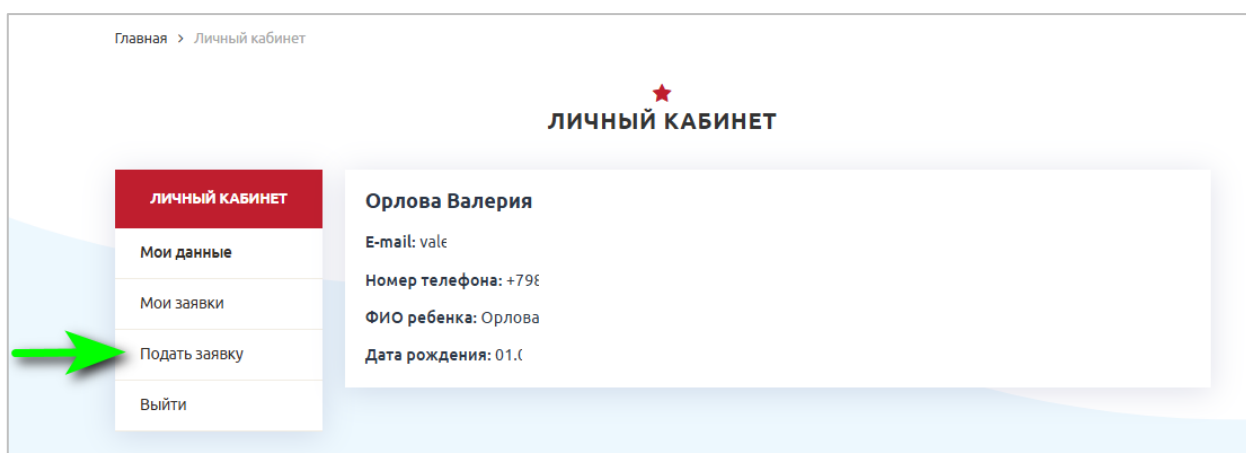 Главная > Личный кабинет
ЛИЧНЫЙ КАБИНЕТ
ЛИЧНЫЙ КАБИНЕТ
Мои данные
Мои заявки
Подать заявку
Выйти
Орлова Валерия
E-mail: vale
Номер телефона: +798
ФИО ребенка: Орлова
Дата рождения: 01.